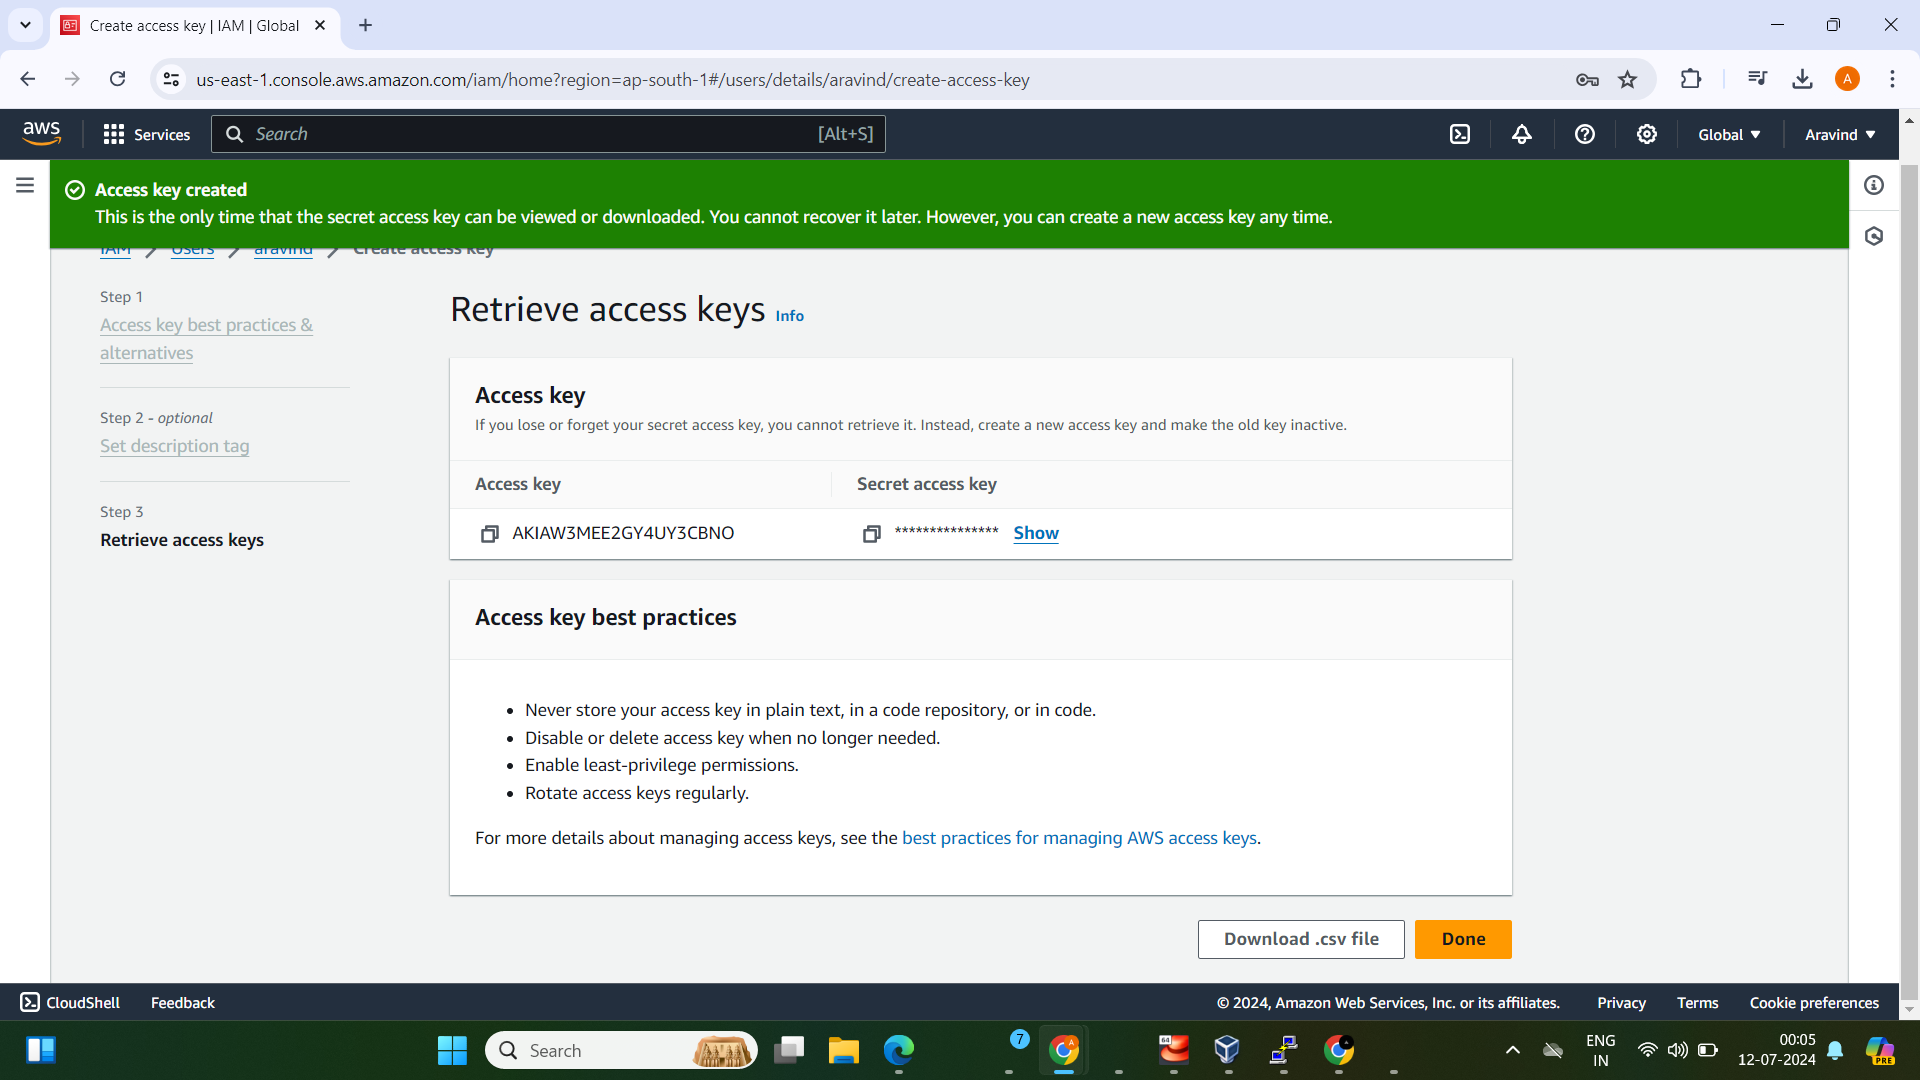 Create access key | IAM | Global
us-east-1.console.aws.amazon.com/iam/home?region=ap-south-1#/users/details/aravind/create-access-key
A
aws
Services
Search
[Alt+S]
Global
Aravind
Access key created
This is the only time that the secret access key can be viewed or downloaded. You cannot recover it later. However, you can create a new access key any time.
IAM
Users
aravind
Create access key
Step 1
Access key best practices &
alternatives
Step 2 - optional
Set description tag
Step 3
Retrieve access keys
Retrieve access keys Info
Access key
If you lose or forget your secret access key, you cannot retrieve it. Instead, create a new access key and make the old key inactive.
Access key
Secret access key
AKIAW3MEE2GY4UY3CBNO
*************** Show
Access key best practices
• Never store your access key in plain text, in a code repository, or in code.
• Disable or delete access key when no longer needed.
• Enable least-privilege permissions.
• Rotate access keys regularly.
For more details about managing access keys, see the best practices for managing AWS access keys.
Download .csv file
Done
CloudShell
Feedback
© 2024, Amazon Web Services, Inc. or its affiliates.
Privacy
Terms
Cookie preferences
Search
7
A
64
ENG
IN
00:05
12-07-2024
PRE